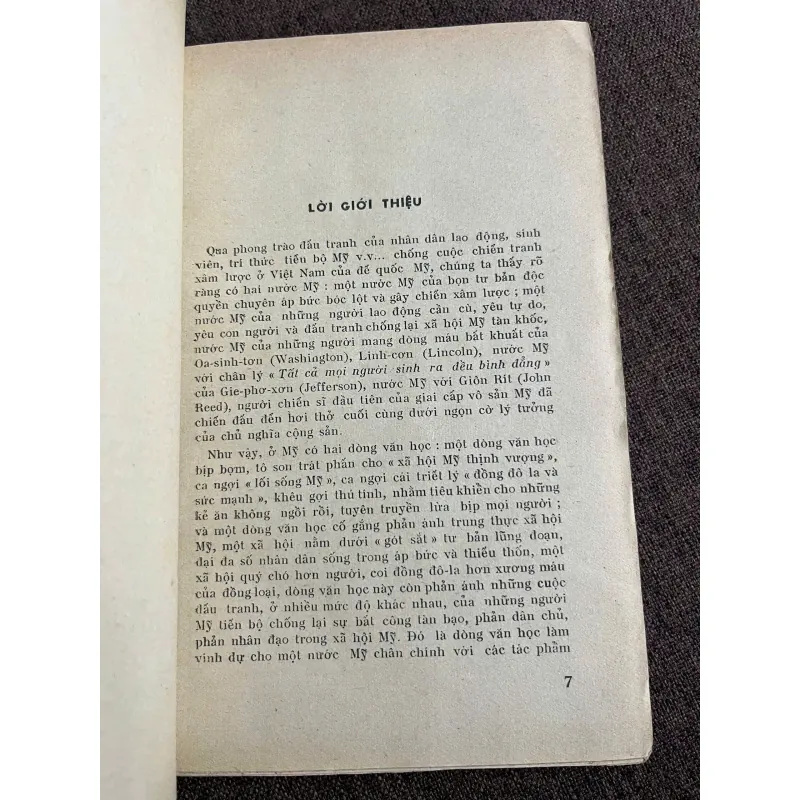 LỜI GIỚI THIỆU
Qua phong trào đấu tranh của nhân dân lao động, sinh
viên, trí thức tiến bộ Mỹ v.v... chống cuộc chiến tranh
xâm lược ở Việt Nam của đế quốc Mỹ, chúng ta thấy rõ
ràng có hai nước Mỹ : một nước Mỹ của bọn tư bản độc
quyền chuyên áp bức bóc lột và gây chiến xâm lược ; một
nước Mỹ của những người lao động cần cù, yêu tự do,
yêu con người và đấu tranh chống lại xã hội Mỹ tàn khốc,
nước Mỹ của những người mang dòng máu bất khuất của
Oa-sinh-tơn (Washington), Linh-cơn (Lincoln), nước Mỹ
với chân lý « Tất cả mọi người sinh ra đều bình đẳng »
của Gie-phơ-xơn (Jefferson), nước Mỹ với Giôn Rit (John
Reed), người chiến sĩ đầu tiên của giai cấp vô sản Mỹ đã
chiến đấu đến hơi thở cuối cùng dưới ngọn cờ lý tưởng
của chủ nghĩa cộng sản.
Như vậy, ở Mỹ có hai dòng văn học : một dòng văn học
bịp bợm, tô son trát phấn cho « xã hội Mỹ thịnh vượng »,
ca ngợi « lối sống Mỹ », ca ngợi cái triết lý « đồng đô la và
sức mạnh », khêu gợi thú tính, nhằm tiêu khiển cho những
kẻ ăn không ngồi rồi, tuyên truyền lừa bịp mọi người ;
và một dòng văn học cố gắng phản ánh trung thực xã hội
Mỹ, một xã hội nằm dưới « gót sắt » tư bản lũng đoạn,
đại đa số nhân dân sống trong áp bức và thiếu thốn, một
xã hội quý chó hơn người, coi đồng đô-la hơn xương máu
của đồng loại, dòng văn học này còn phản ánh những cuộc
đấu tranh, ở nhiều mức độ khác nhau, của những người
Mỹ tiến bộ chống lại sự bất công tàn bạo, phản dân chủ,
phản nhân đạo trong xã hội Mỹ. Đó là dòng văn học làm
vinh dự cho một nước Mỹ chân chính với các tác phẩm
7